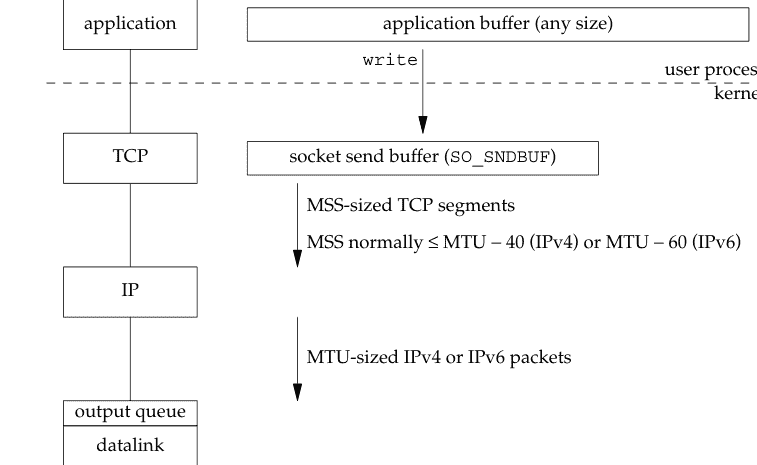 application
application buffer (any size)
write
user proces
kerne
TCP
socket send buffer (SO_SNDBUF)
MSS-sized TCP segments
MSS normally ≤ MTU – 40 (IPv4) or MTU – 60 (IPv6)
IP
MTU-sized IPv4 or IPv6 packets
output queue
datalink